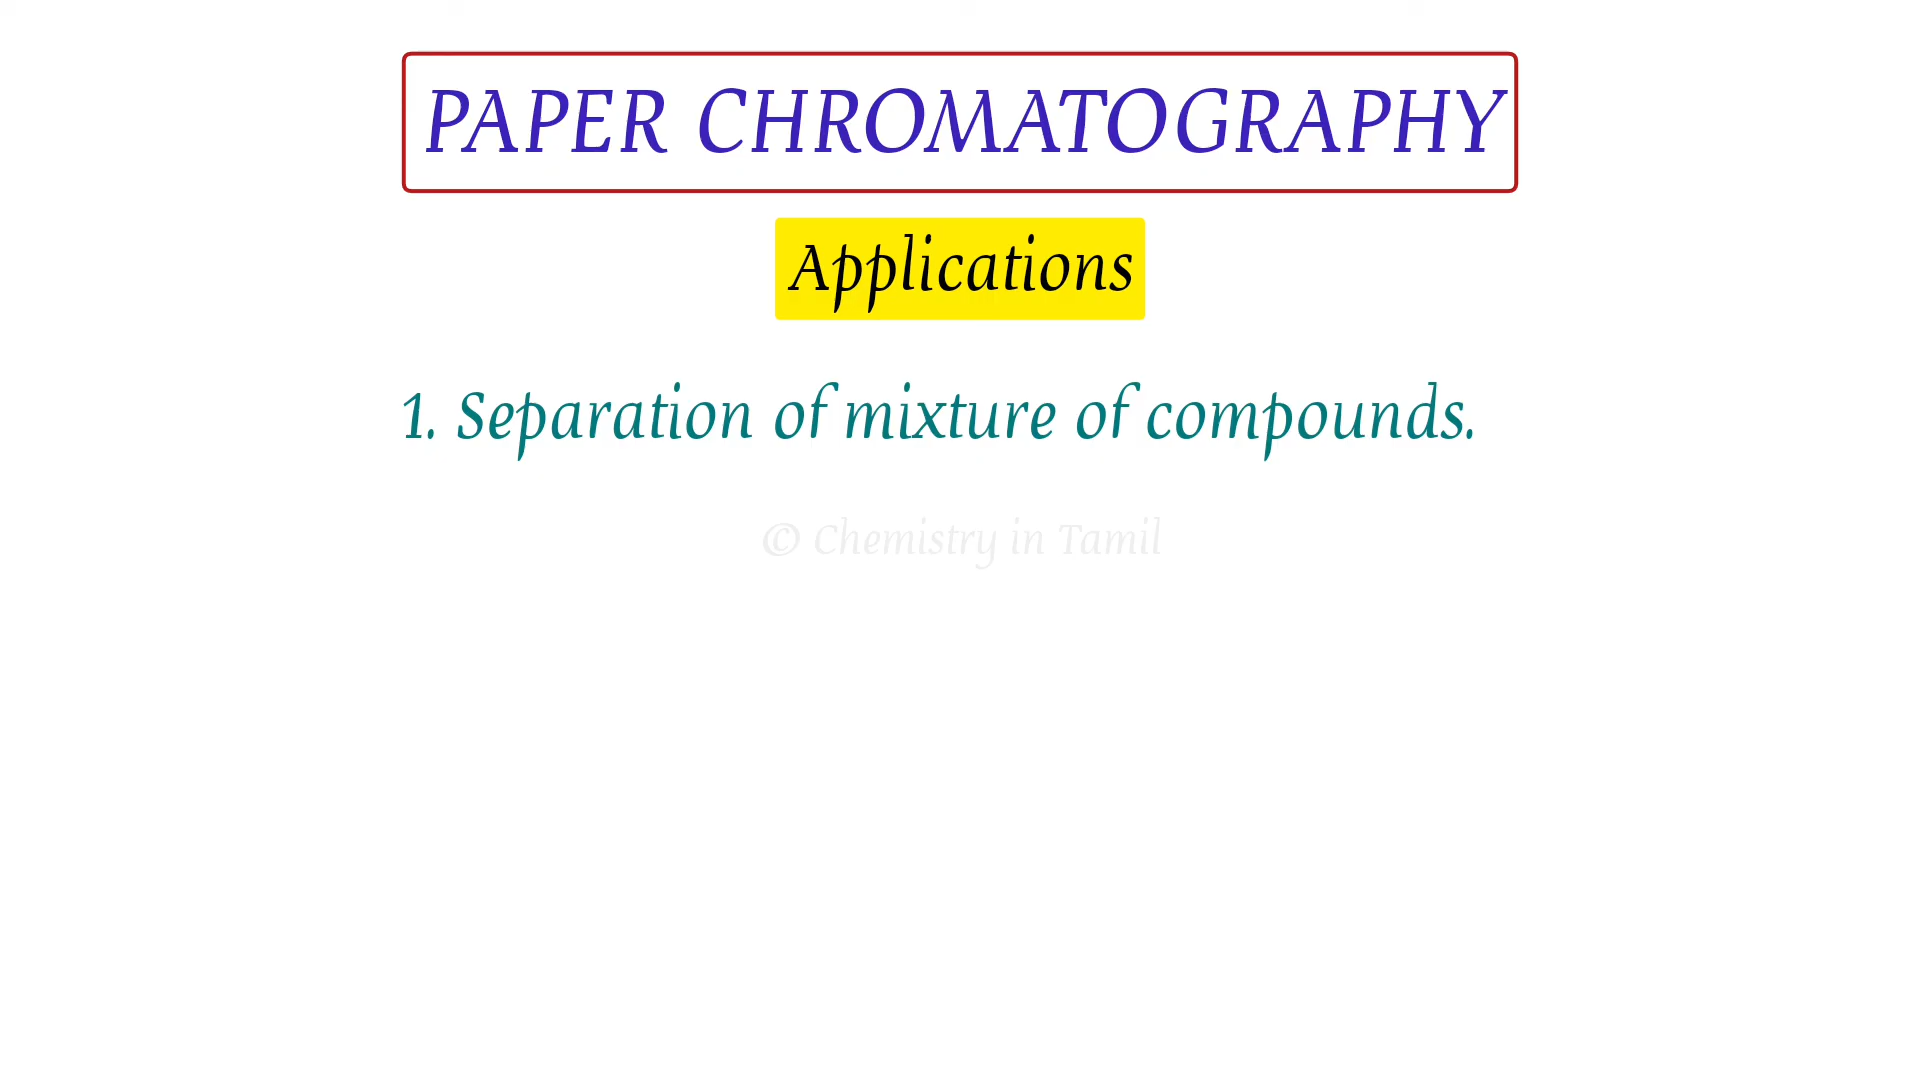 PAPER CHROMATOGRAPHY
Applications
1. Separation of mixture of compounds.
© Chemistry in Tamil